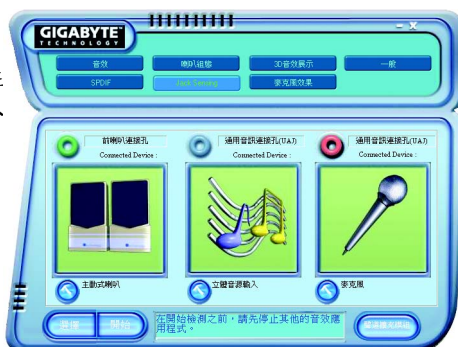 GIGABYTE™
TECHNOLOGY
音效 喇叭組態 3D音效展示 一般
SPDIF Jack Sensing 麥克風效果
前喇叭連接孔 通用音訊連接孔(UAJ) 通用音訊連接孔(UAJ)
Connected Device : Connected Device : Connected Device :
主動式喇叭 立體音源輸入 麥克風
選擇 開始
在開始檢測之前，請先停止其他的音效應
用程式。